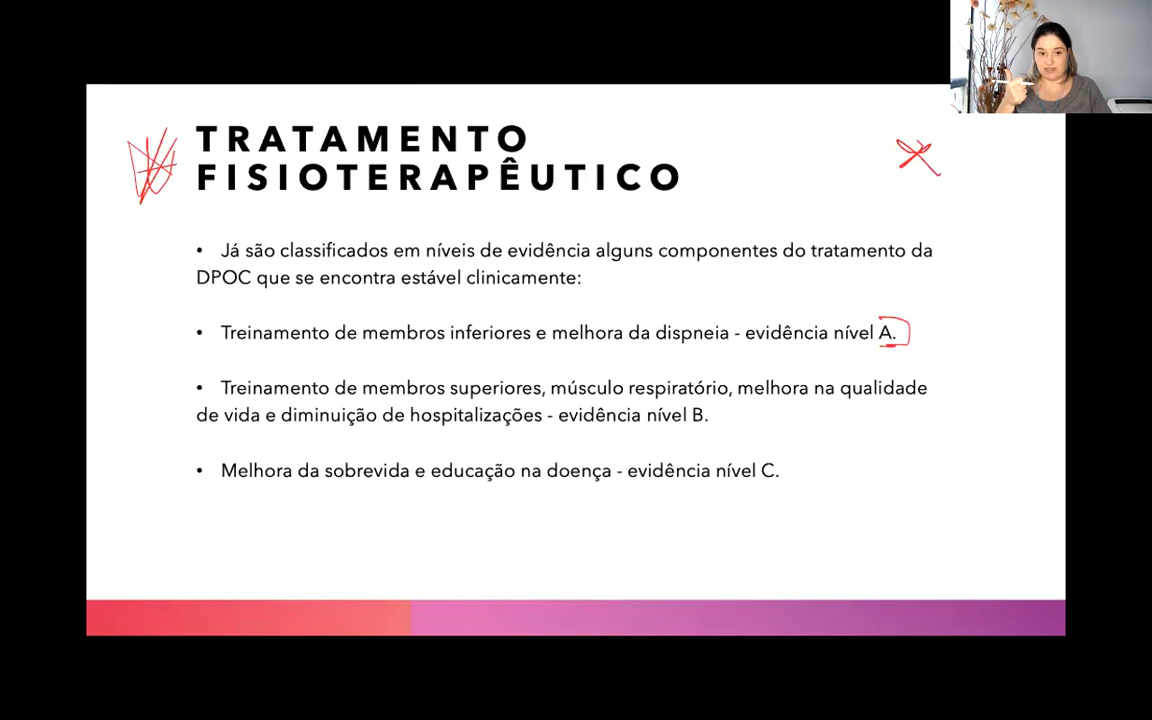 TRATAMENTO
FISIOTERAPÊUTICO
• Já são classificados em níveis de evidência alguns componentes do tratamento da
DPOC que se encontra estável clinicamente:
• Treinamento de membros inferiores e melhora da dispneia - evidência nível A.
• Treinamento de membros superiores, músculo respiratório, melhora na qualidade
de vida e diminuição de hospitalizações - evidência nível B.
• Melhora da sobrevida e educação na doença - evidência nível C.